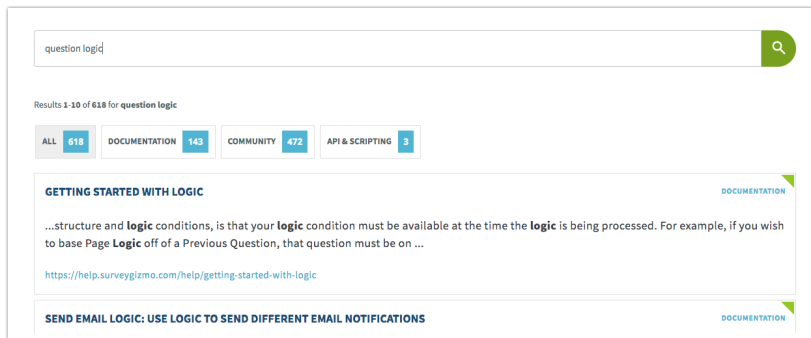 question logic
Results 1-10 of 618 for question logic
ALL 618 DOCUMENTATION 143 COMMUNITY 472 API & SCRIPTING 3
GETTING STARTED WITH LOGIC DOCUMENTATION
...structure and logic conditions, is that your logic condition must be available at the time the logic is being processed. For example, if you wish
to base Page Logic off of a Previous Question, that question must be on ...
https://help.surveygizmo.com/help/getting-started-with-logic
SEND EMAIL LOGIC: USE LOGIC TO SEND DIFFERENT EMAIL NOTIFICATIONS DOCUMENTATION